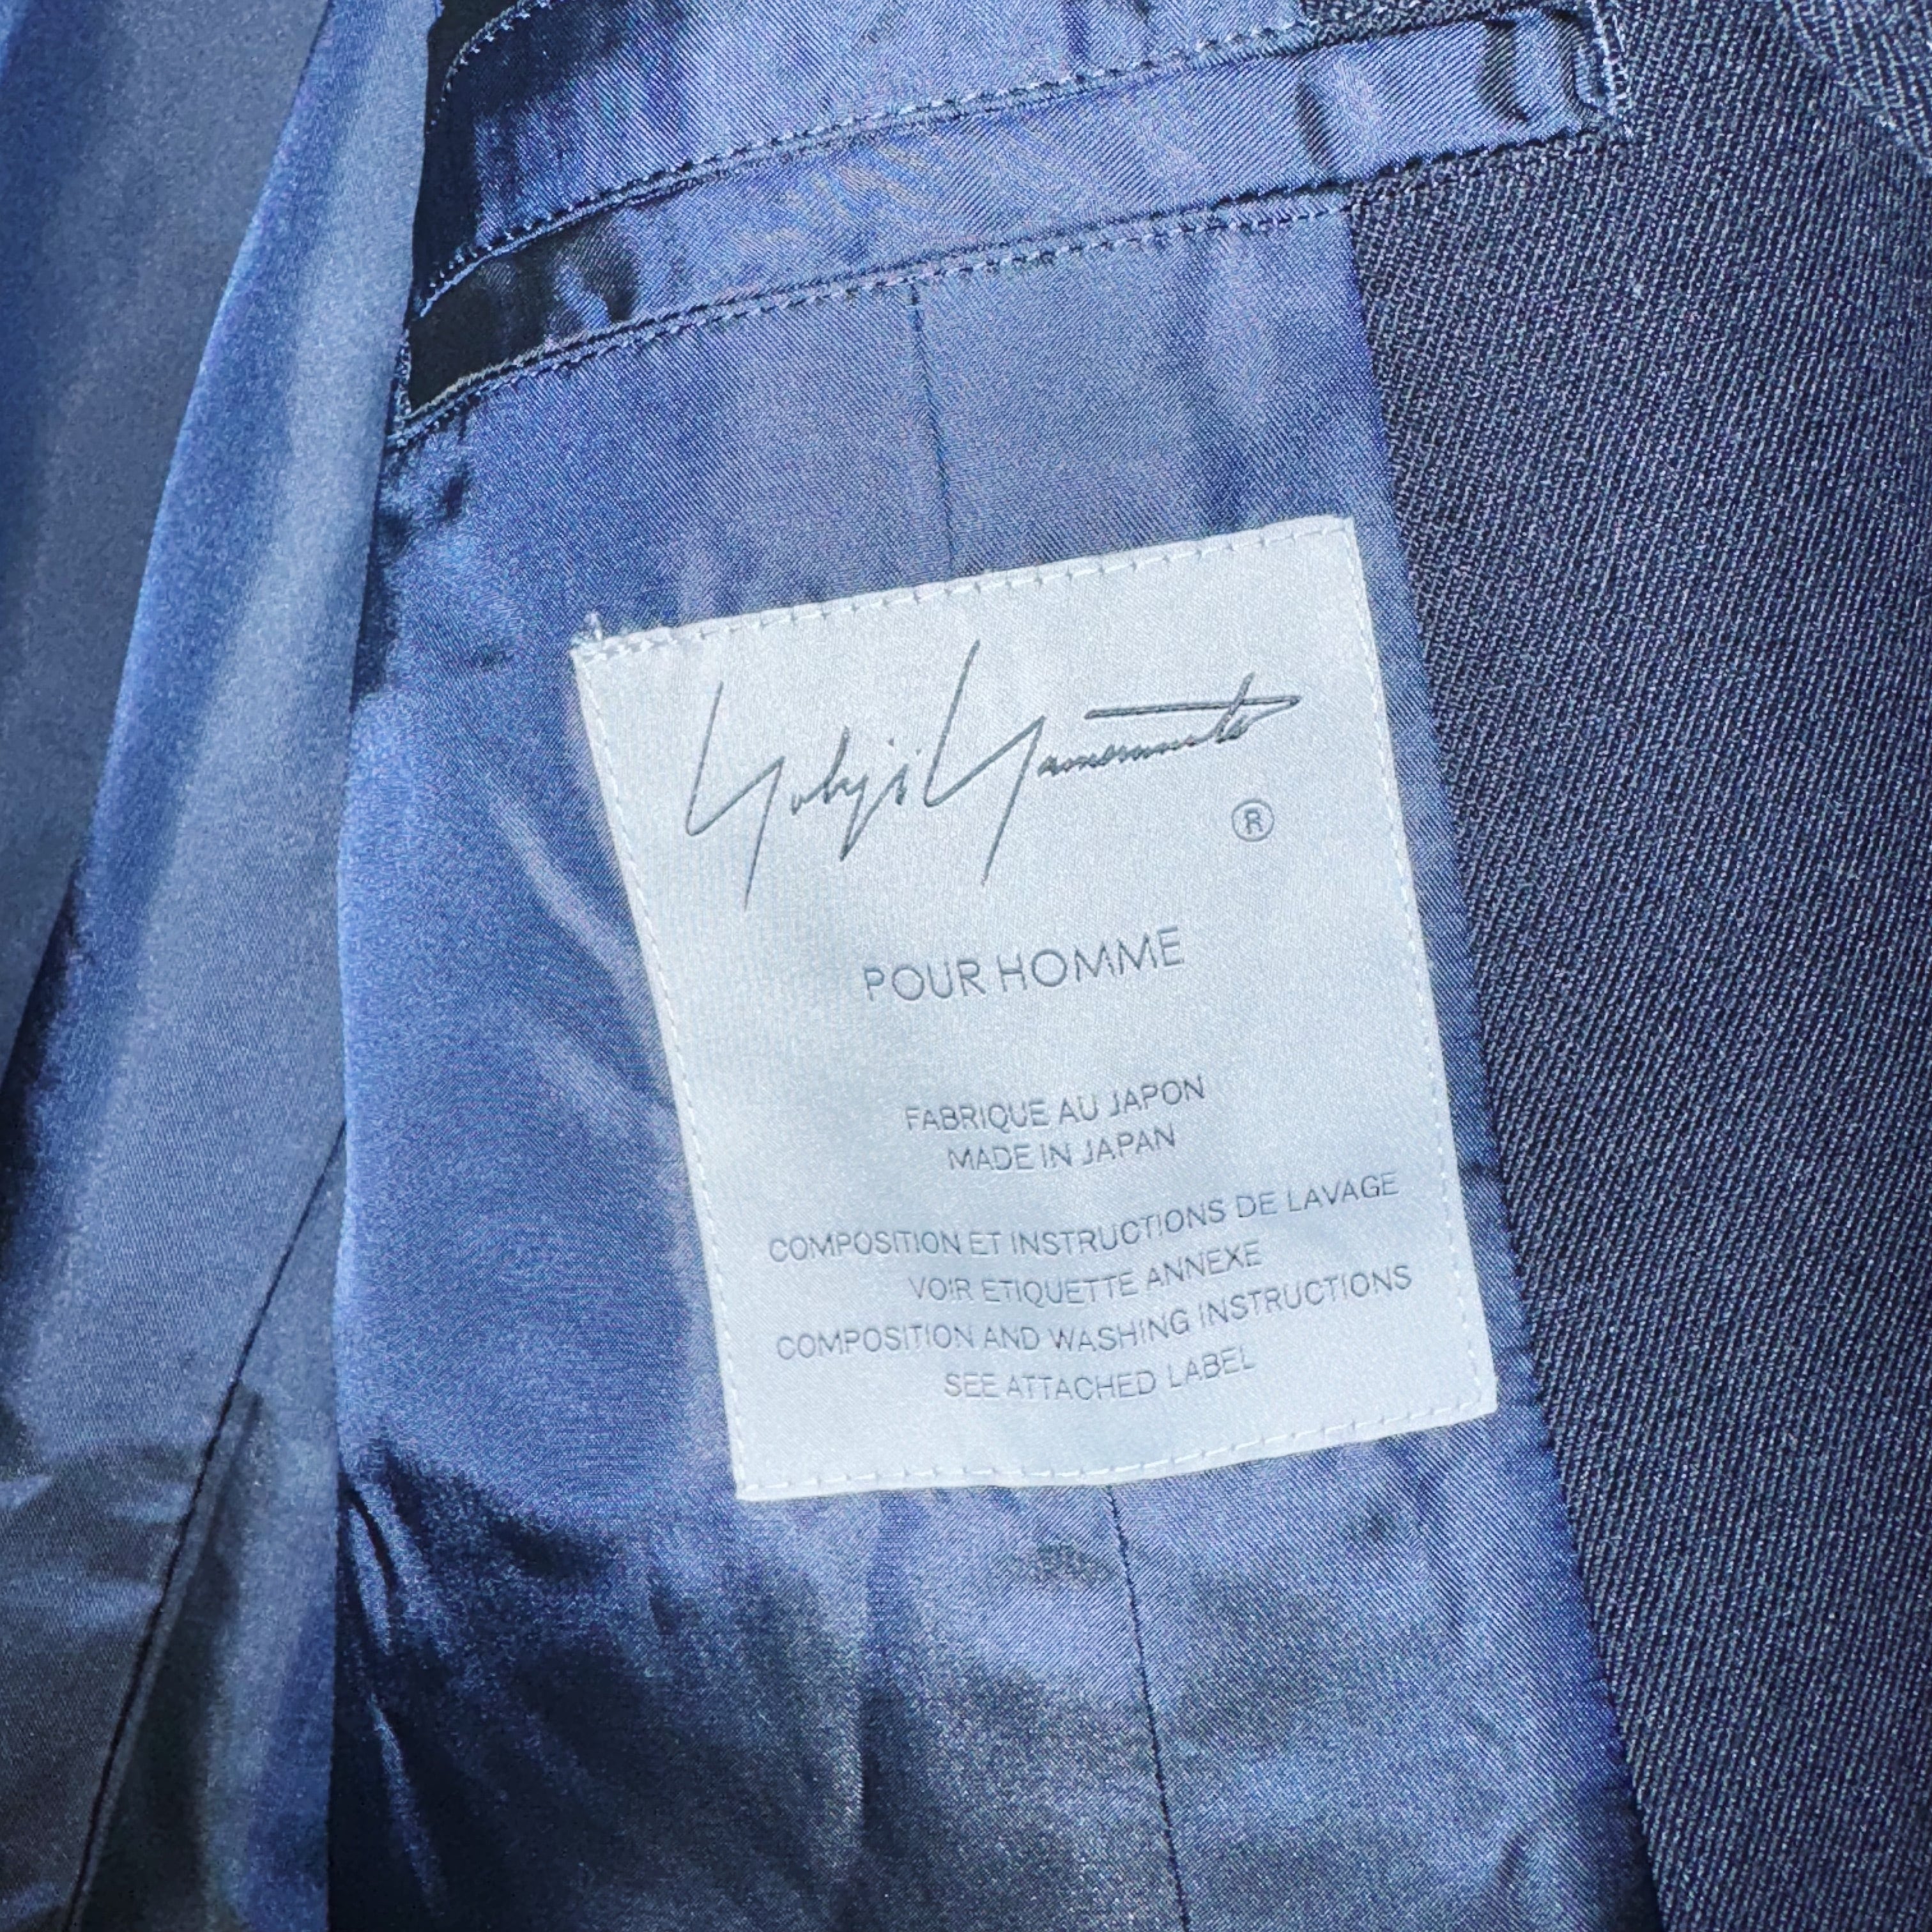 Yohji Yamamoto
®
POUR HOMME
FABRIQUE AU JAPON
MADE IN JAPAN
COMPOSITION ET INSTRUCTIONS DE LAVAGE
VOIR ETIQUETTE ANNEXE
COMPOSITION AND WASHING INSTRUCTIONS
SEE ATTACHED LABEL